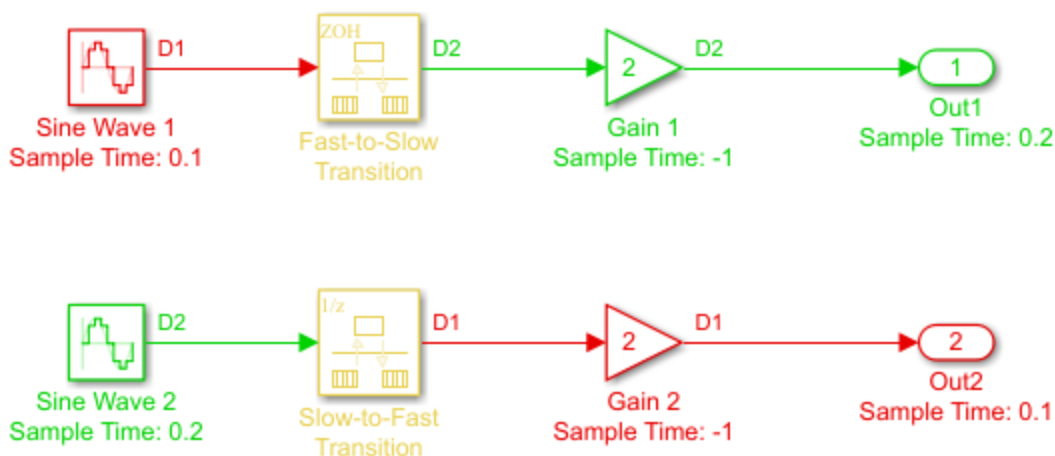 ZOH
D1
D2
2
D2
1
Sine Wave 1
Sample Time: 0.1
Fast-to-Slow
Transition
Gain 1
Sample Time: -1
Out1
Sample Time: 0.2
1/z
D2
D1
2
D1
2
Sine Wave 2
Sample Time: 0.2
Slow-to-Fast
Transition
Gain 2
Sample Time: -1
Out2
Sample Time: 0.1